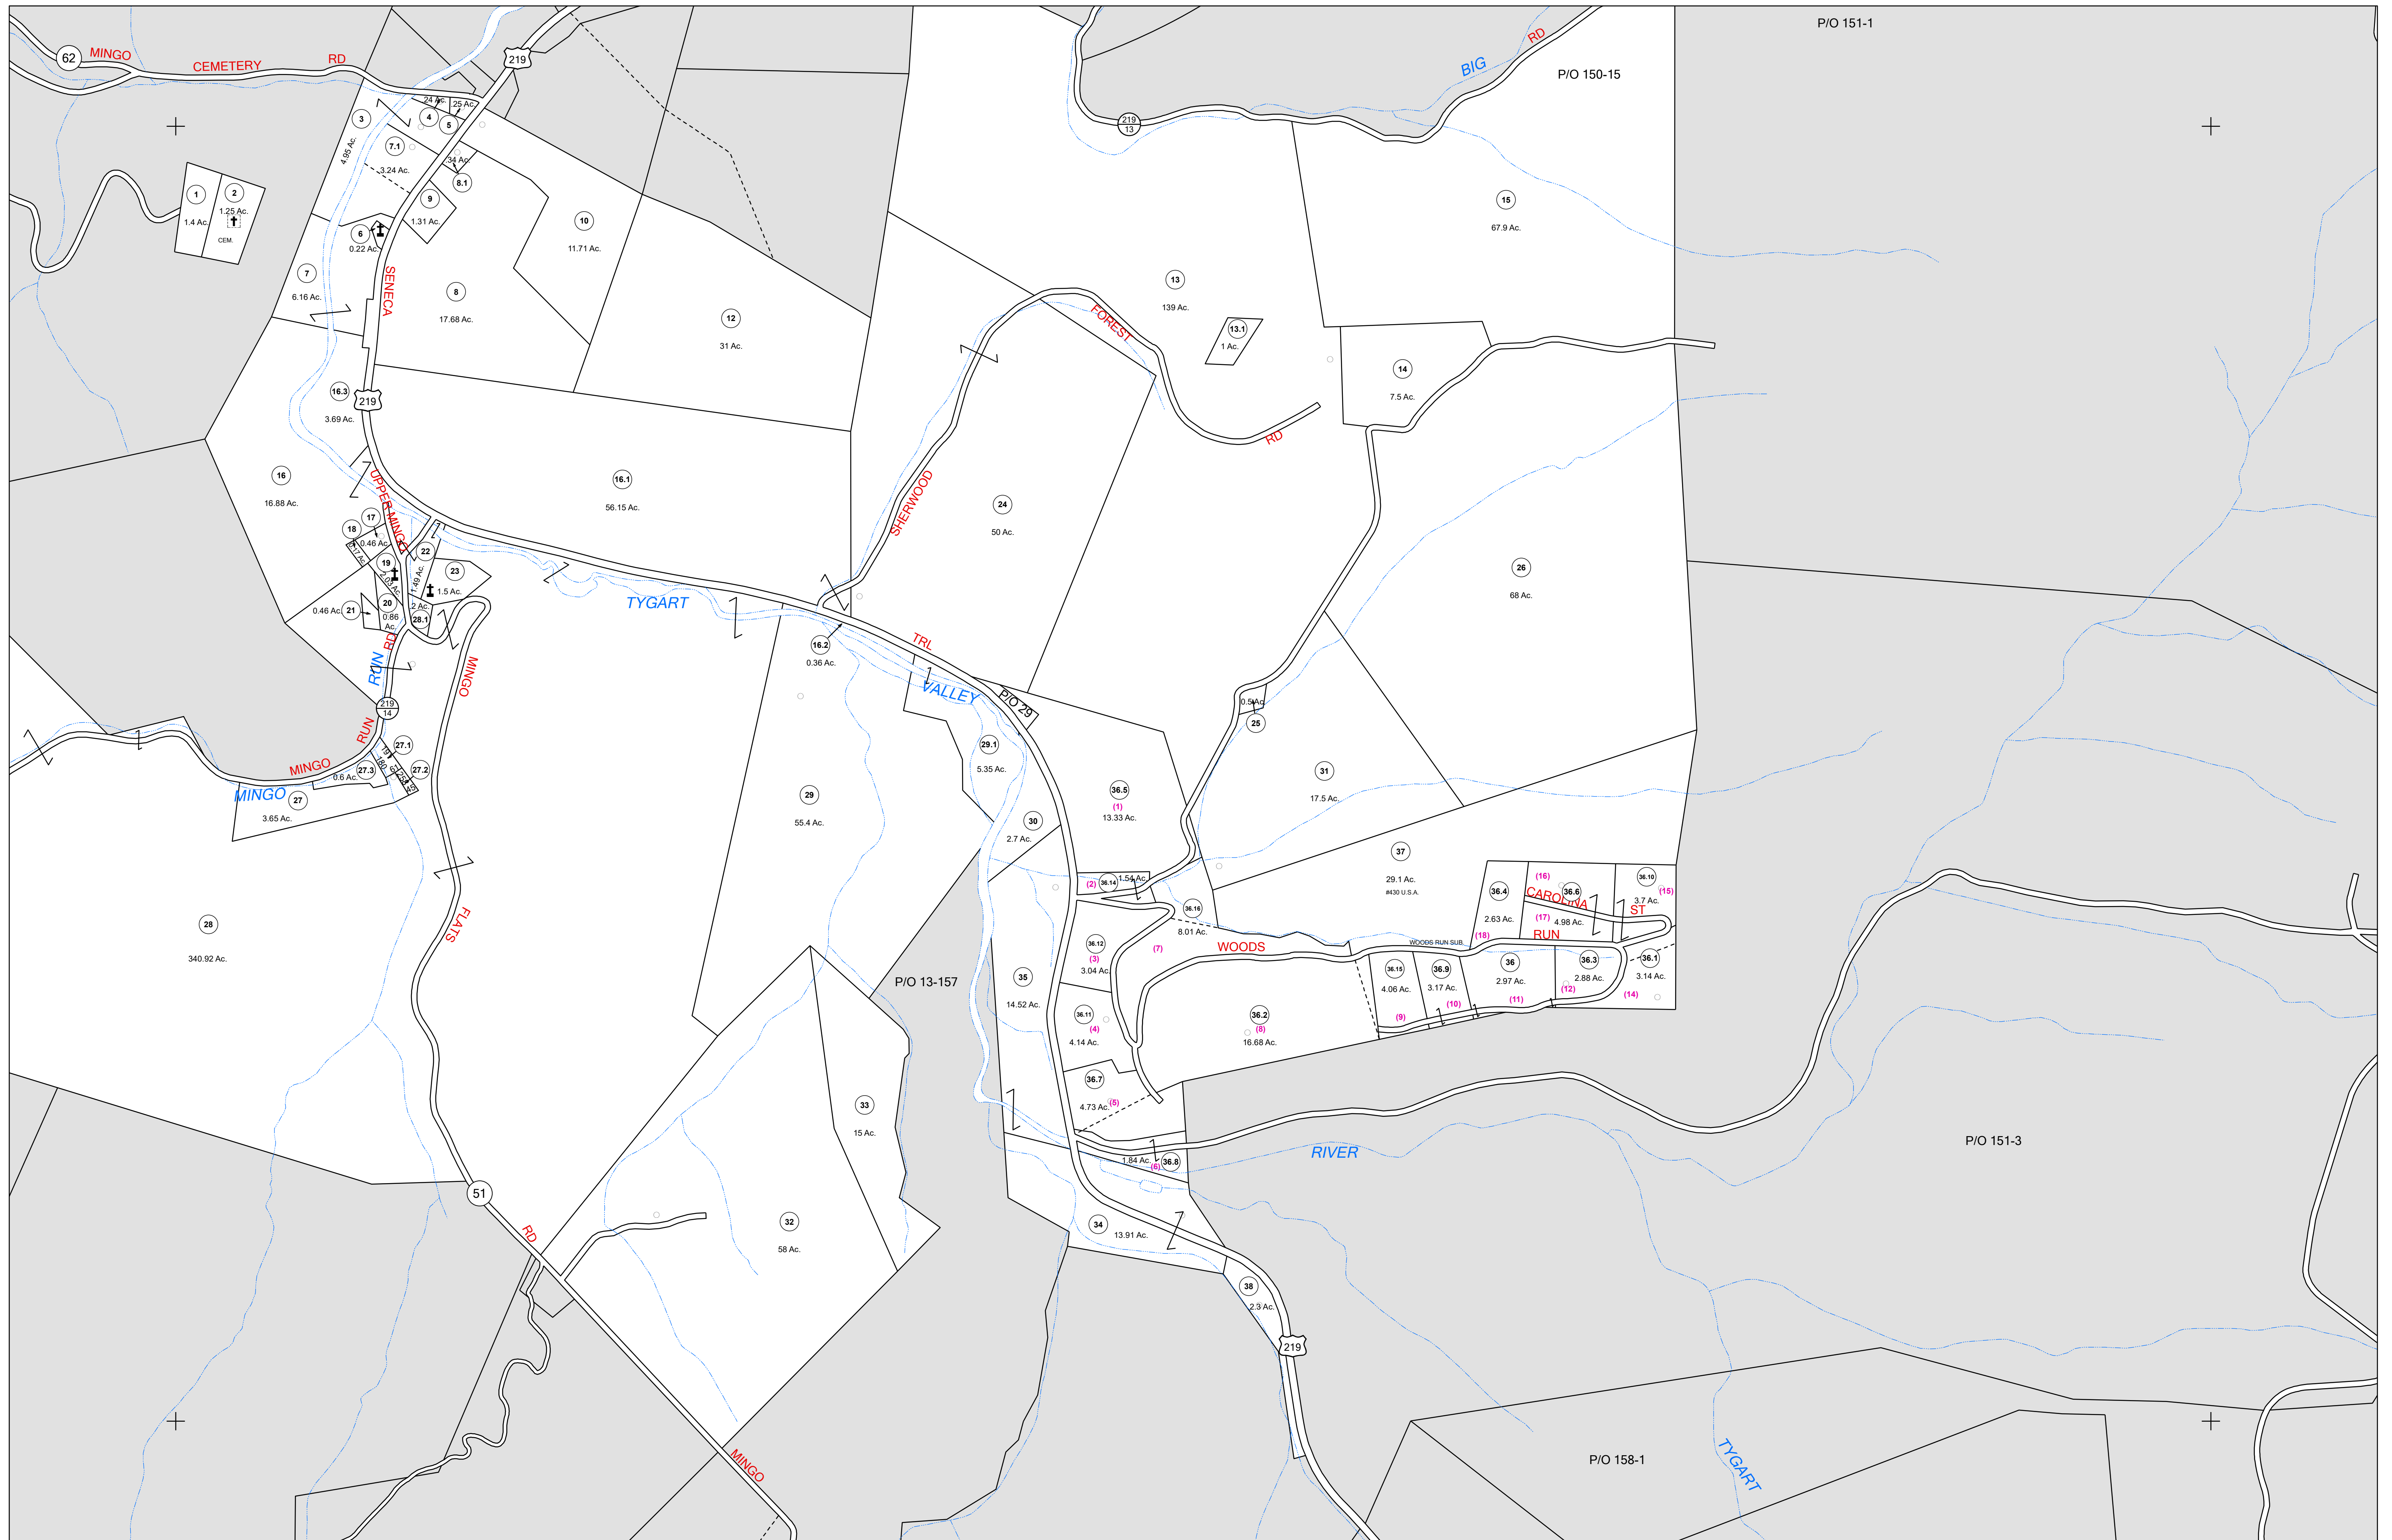 P/O 151-1
P/O 150-15
62
MINGO
CEMETERY
RD
219
BIG
RD
219
13
3
4.95 Ac.
.24 Ac.
4
.25 Ac.
5
7.1
3.24 Ac.
.34 Ac.
8.1
1
1.4 Ac.
2
1.25 Ac.
CEM.
9
1.31 Ac.
6
0.22 Ac.
10
11.71 Ac.
15
67.9 Ac.
7
6.16 Ac.
SENECA
8
17.68 Ac.
13
139 Ac.
13.1
1 Ac.
12
31 Ac.
FOREST
14
7.5 Ac.
16.3
3.69 Ac.
219
RD
16
16.88 Ac.
UPPER MINGO
16.1
56.15 Ac.
SHERWOOD
24
50 Ac.
17
0.46 Ac.
18
19
2.03 Ac.
22
1.49 Ac.
23
1.5 Ac.
26
68 Ac.
20
0.86
Ac.
21
0.46 Ac.
.2 Ac.
28.1
TYGART
RD
RUN
MINGO
16.2
0.36 Ac.
TRL
VALLEY
P/O 29
0.5 Ac.
25
219
14
RUN
MINGO
MINGO
27.1
27.2
27.3
0.6 Ac.
180
27
3.65 Ac.
29.1
5.35 Ac.
29
55.4 Ac.
36.5
(1)
13.33 Ac.
30
2.7 Ac.
31
17.5 Ac.
37
29.1 Ac.
#430 U.S.A.
(2)
36.14
1.54 Ac.
36.16
8.01 Ac.
36.4
2.63 Ac.
(18)
(16)
36.6
CAROLINA
ST
(17)
4.98 Ac.
36.10
(15)
3.7 Ac.
FLATS
28
340.92 Ac.
36.12
(3)
3.04 Ac.
(7)
WOODS
WOODS RUN SUB.
RUN
35
14.52 Ac.
P/O 13-157
36.15
4.06 Ac.
(9)
36.9
3.17 Ac.
(10)
36
2.97 Ac.
(11)
36.3
2.88 Ac.
(12)
36.1
3.14 Ac.
(14)
36.11
(4)
4.14 Ac.
36.2
(8)
16.68 Ac.
36.7
4.73 Ac.
(5)
33
15 Ac.
RIVER
P/O 151-3
1.84 Ac.
(6)
36.8
51
RD
32
58 Ac.
34
13.91 Ac.
38
2.3 Ac.
219
MINGO
P/O 158-1
TYGART